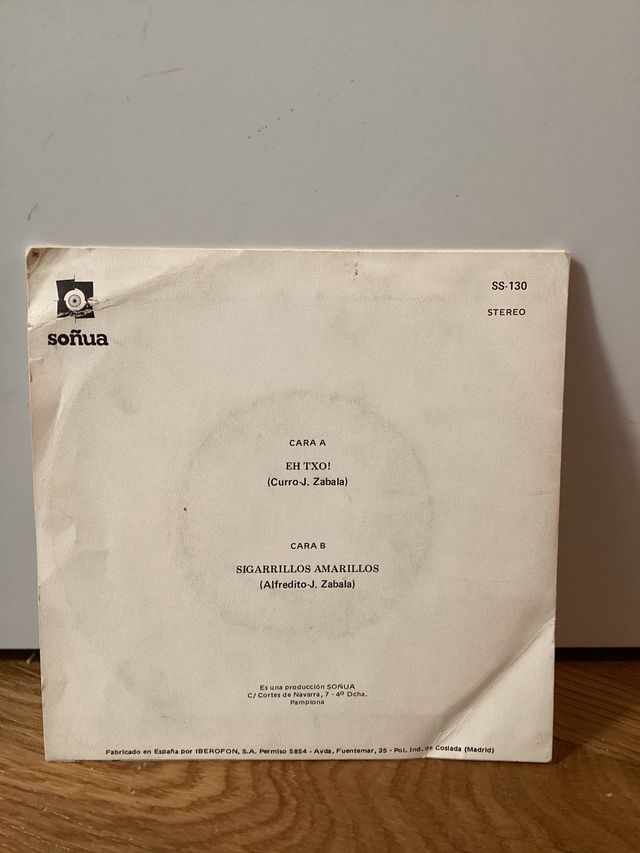 soñua
SS-130
STEREO
CARA A
EH TXO!
(Curro-J. Zabala)
CARA B
SIGARRILLOS AMARILLOS
(Alfredito-J. Zabala)
Es una producción SOÑUA
C/ Cortes de Navarra, 7 - 4º Dcha.
Pamplona
Fabricado en España por IBEROFON, S.A. Permiso 5854 - Avda. Fuentemar, 35 - Pol. Ind. de Coslada (Madrid)